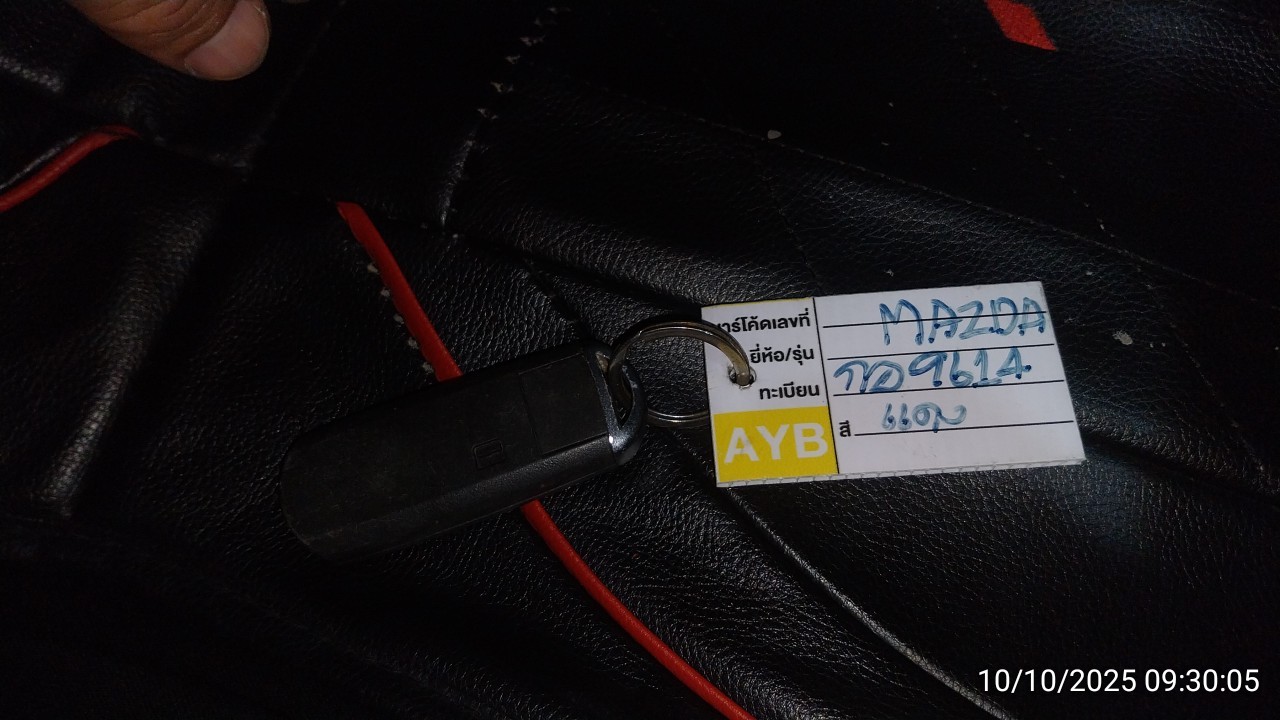 บาร์โค้ดเลขที่ MAZDA
ยี่ห้อ/รุ่น
ทะเบียน กอ9614
AYB สี แดง
10/10/2025 09:30:05